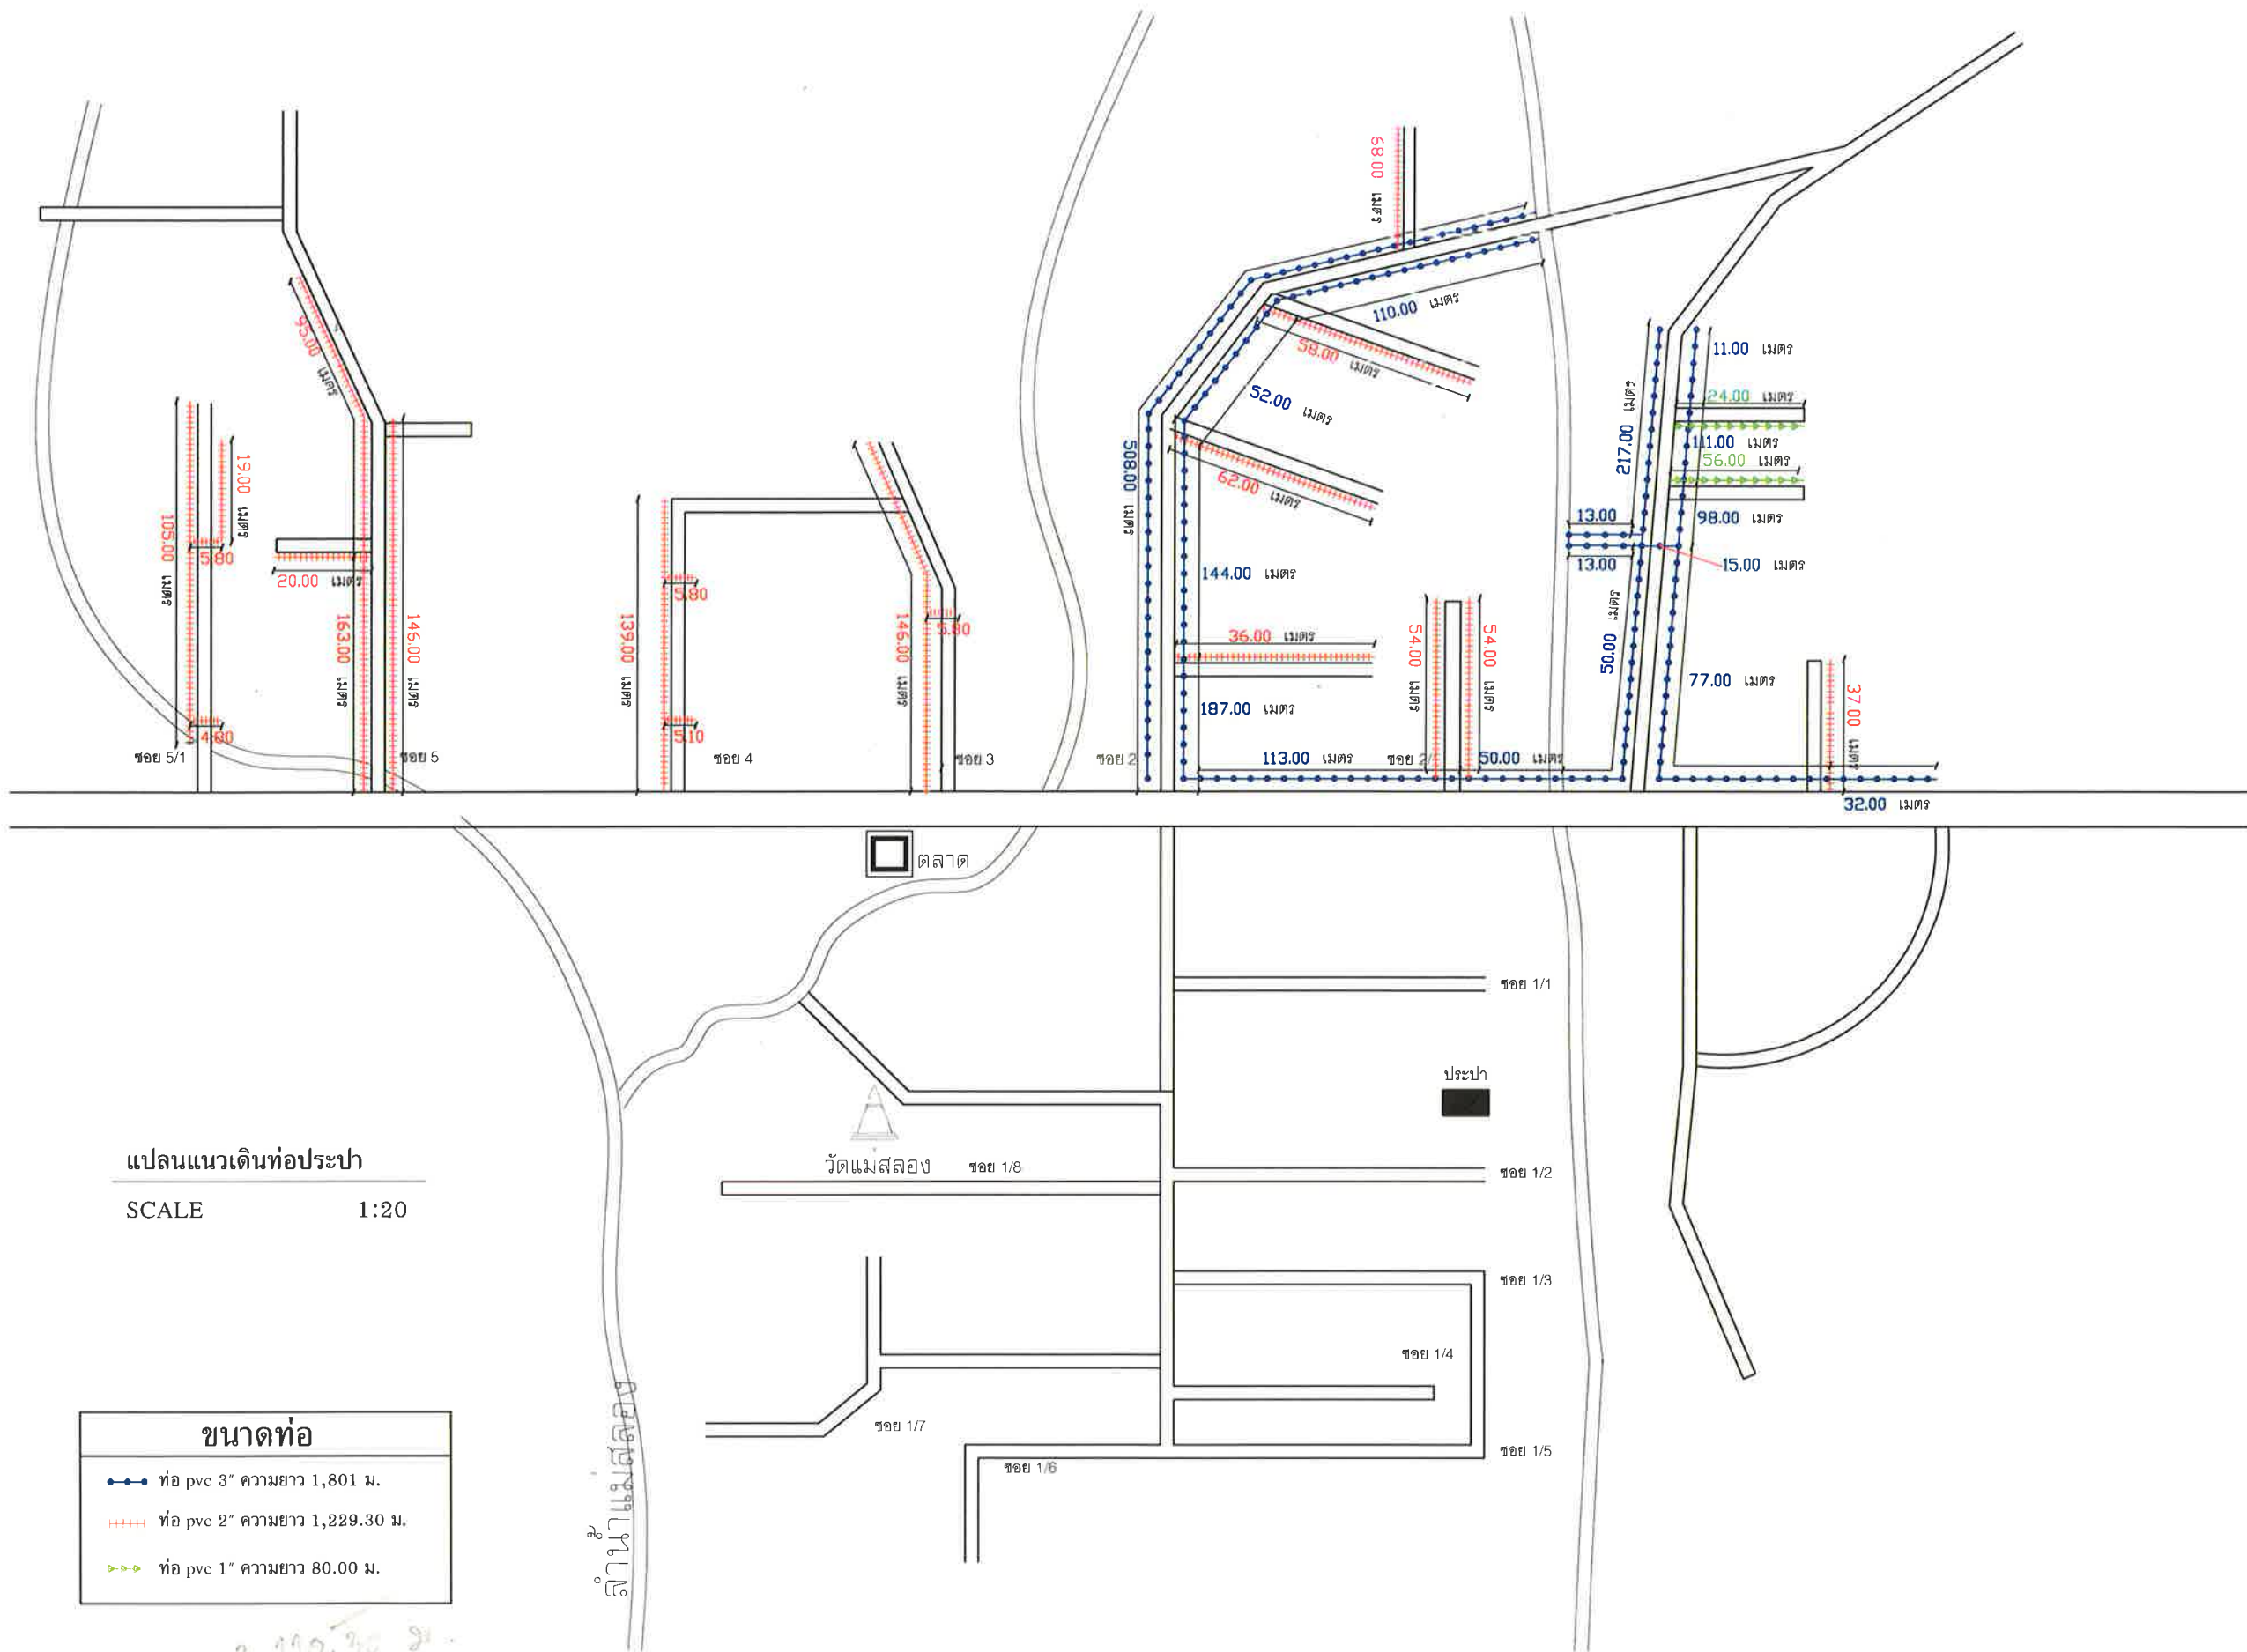 68.00 เมตร
110.00 เมตร
58.00 เมตร
52.00 เมตร
62.00 เมตร
508.00 เมตร
144.00 เมตร
36.00 เมตร
187.00 เมตร
113.00 เมตร
54.00 เมตร
54.00 เมตร
50.00 เมตร
217.00 เมตร
11.00 เมตร
24.00 เมตร
111.00 เมตร
56.00 เมตร
98.00 เมตร
13.00
13.00
15.00 เมตร
50.00 เมตร
77.00 เมตร
37.00 เมตร
32.00 เมตร
95.00 เมตร
19.00 เมตร
105.00 เมตร
5.80
20.00 เมตร
163.00 เมตร
146.00 เมตร
4.80
139.00 เมตร
5.80
5.10
146.00 เมตร
5.80
ซอย 5/1
ซอย 5
ซอย 4
ซอย 3
ซอย 2
ซอย 2/
ตลาด
ซอย 1/1
ประปา
วัดแม่สลอง
ซอย 1/8
ซอย 1/2
ซอย 1/3
ซอย 1/4
ซอย 1/7
ซอย 1/5
ซอย 1/6
ลำน้ำแม่สลอง
แปลนแนวเดินท่อประปา
SCALE 1:20
ขนาดท่อ
ท่อ pvc 3" ความยาว 1,801 ม.
ท่อ pvc 2" ความยาว 1,229.30 ม.
ท่อ pvc 1" ความยาว 80.00 ม.